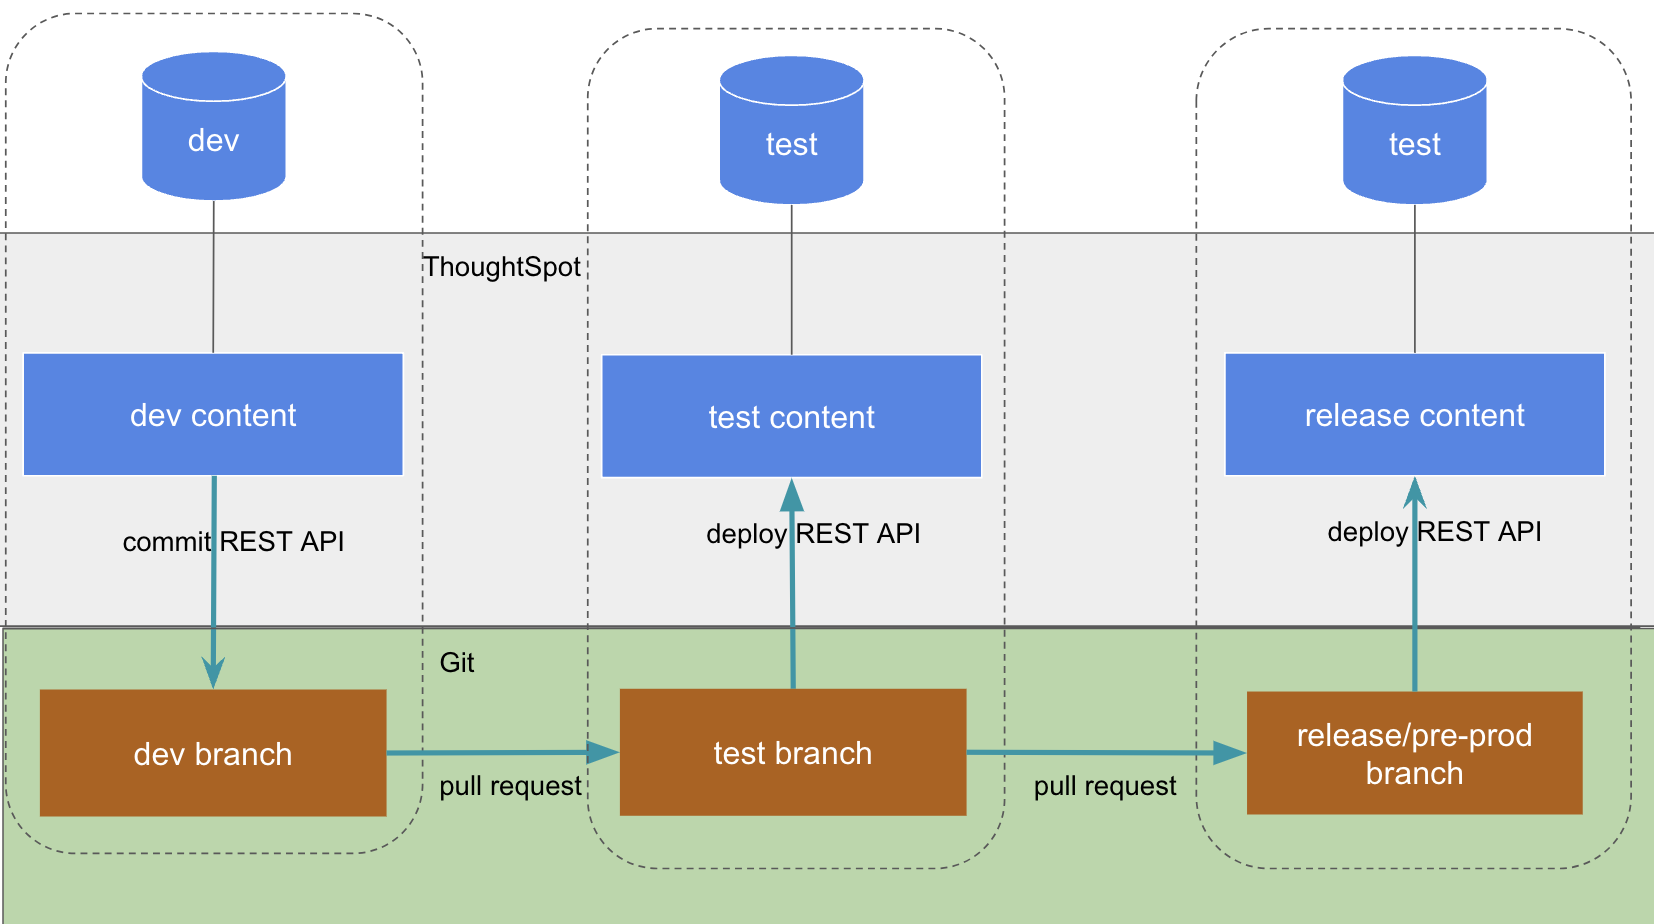 dev
test
test
ThoughtSpot
dev content
test content
release content
commit REST API
deploy REST API
deploy REST API
Git
dev branch
test branch
release/pre-prod
branch
pull request
pull request